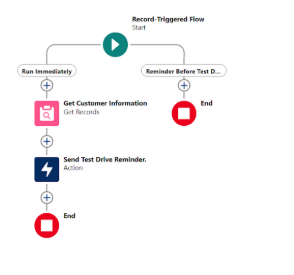 Record-Triggered Flow
Start
Run Immediately
Reminder Before Test D...
Get Customer Information
Get Records
End
Send Test Drive Reminder.
Action
End